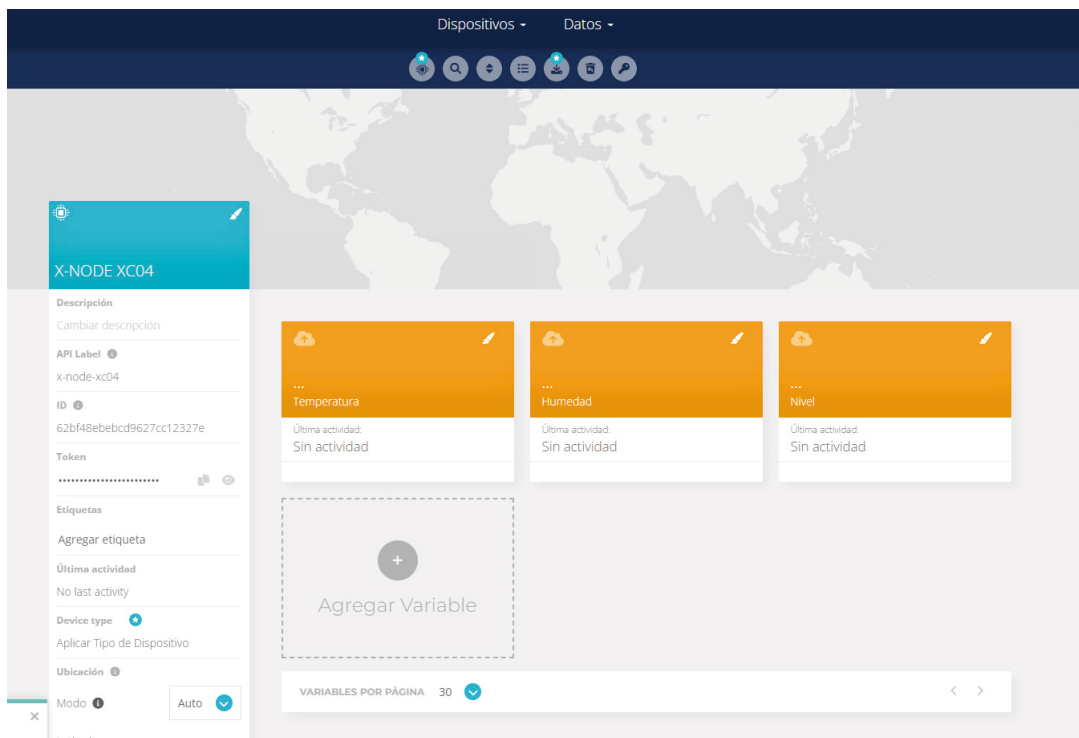 Dispositivos Datos
X-NODE XC04
Descripción
Cambiar descripción
API Label
x-node-xc04
ID
62bf48ebebcd9627cc12327e
Token
Etiquetas
Agregar etiqueta
Última actividad
No last activity
Device type
Aplicar Tipo de Dispositivo
Ubicación
Modo Auto
...
Temperatura
Última actividad:
Sin actividad
...
Humedad
Última actividad:
Sin actividad
...
Nivel
Última actividad:
Sin actividad
Agregar Variable
VARIABLES POR PÁGINA 30